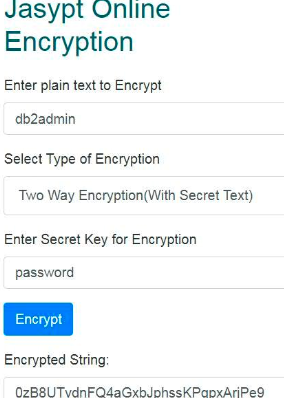 Jasypt Online
Encryption
Enter plain text to Encrypt
db2admin
Select Type of Encryption
Two Way Encryption(With Secret Text)
Enter Secret Key for Encryption
password
Encrypt
Encrypted String:
0zB8UTvdnFQ4aGxbJphssKPgpxAriPe9